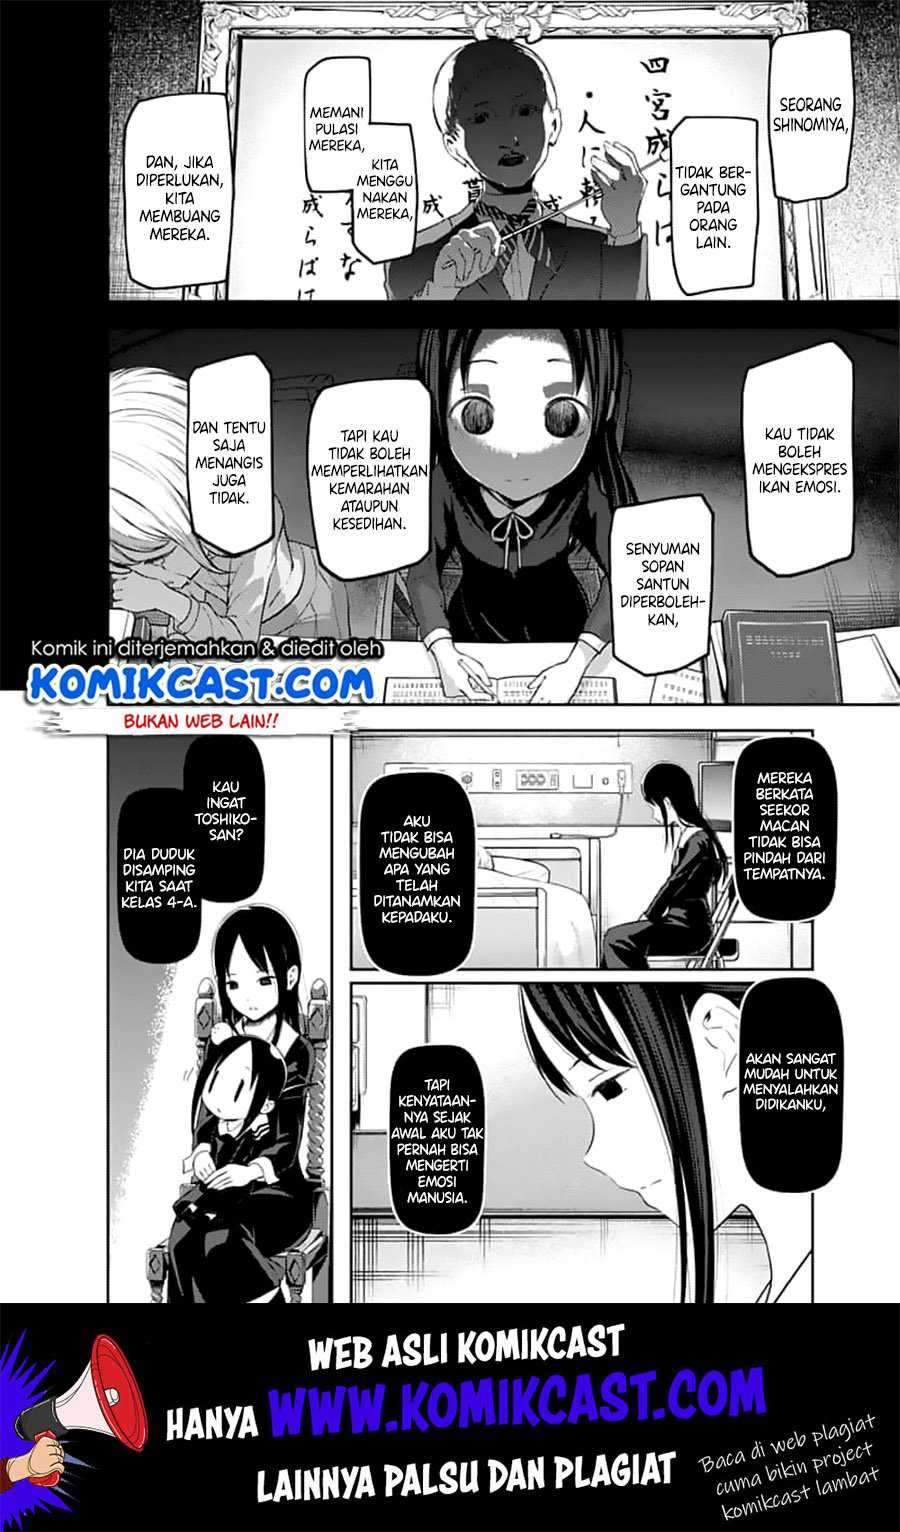 四宮成らば
・人に頼
成
貰
成
成らばは
SEORANG
SHINOMIYA,
TIDAK BER-
GANTUNG
PADA
ORANG
LAIN.
MEMANI
PULASI
MEREKA,
KITA
MENGGU
NAKAN
MEREKA,
DAN, JIKA
DIPERLUKAN,
KITA
MEMBUANG
MEREKA.
KAU TIDAK
BOLEH
MENGEKSPRES
IKAN EMOSI.
SENYUMAN
SOPAN
SANTUN
DIPERBOLEH-
KAN,
TAPI KAU
TIDAK BOLEH
MEMPERLIHATKAN
KEMARAHAN
ATAUPUN
KESEDIHAN.
DAN TENTU
SAJA
MENANGIS
JUGA
TIDAK.
Komik ini diterjemahkan & diedit oleh
KOMIKCAST.COM
BUKAN WEB LAIN!!
MEREKA
BERKATA
SEEKOR
MACAN
TIDAK BISA
PINDAH DARI
TEMPATNYA.
AKU
TIDAK BISA
MENGUBAH
APA YANG
TELAH
DITANAMKAN
KEPADAKU.
AKAN SANGAT
MUDAH UNTUK
MENYALAHKAN
DIDIKANKU,
TAPI
KENYATAAN-
NYA SEJAK
AWAL AKU TAK
PERNAH BISA
MENGERTI
EMOSI
MANUSIA.
KAU
INGAT
TOSHIKO-
SAN?
DIA DUDUK
DISAMPING
KITA SAAT
KELAS 4-A.
WEB ASLI KOMIKCAST
HANYA WWW.KOMIKCAST.COM
LAINNYA PALSU DAN PLAGIAT
Baca di web plagiat
cuma bikin project
komikcast lambat